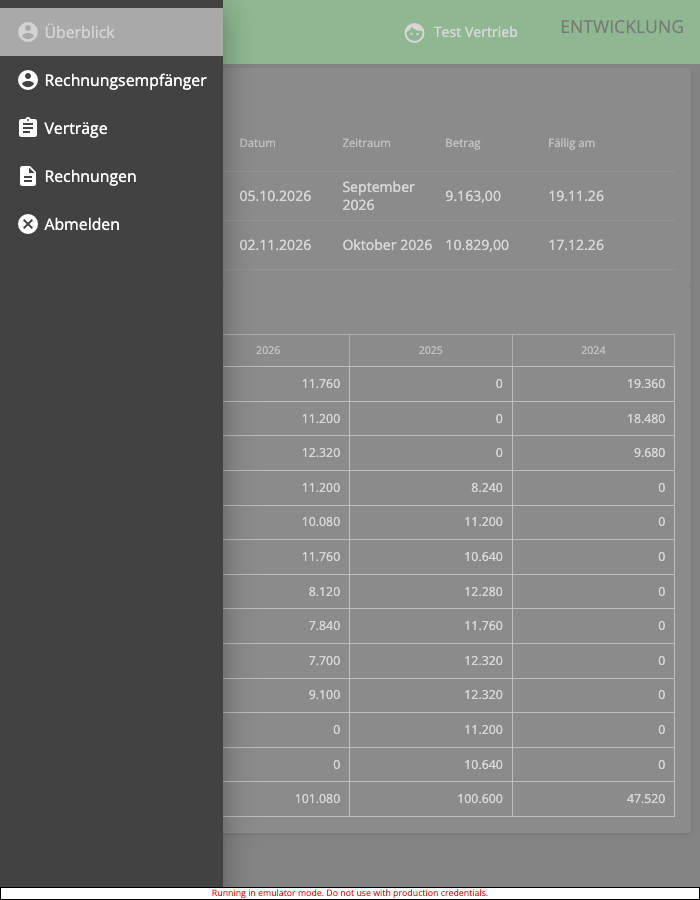 Überblick
Rechnungsempfänger
Verträge
Rechnungen
Abmelden
Test Vertrieb
ENTWICKLUNG
Datum Zeitraum Betrag Fällig am
05.10.2026 September 2026 9.163,00 19.11.26
02.11.2026 Oktober 2026 10.829,00 17.12.26
2026 2025 2024
11.760 0 19.360
11.200 0 18.480
12.320 0 9.680
11.200 8.240 0
10.080 11.200 0
11.760 10.640 0
8.120 12.280 0
7.840 11.760 0
7.700 12.320 0
9.100 12.320 0
0 11.200 0
0 10.640 0
101.080 100.600 47.520
Running in emulator mode. Do not use with production credentials.